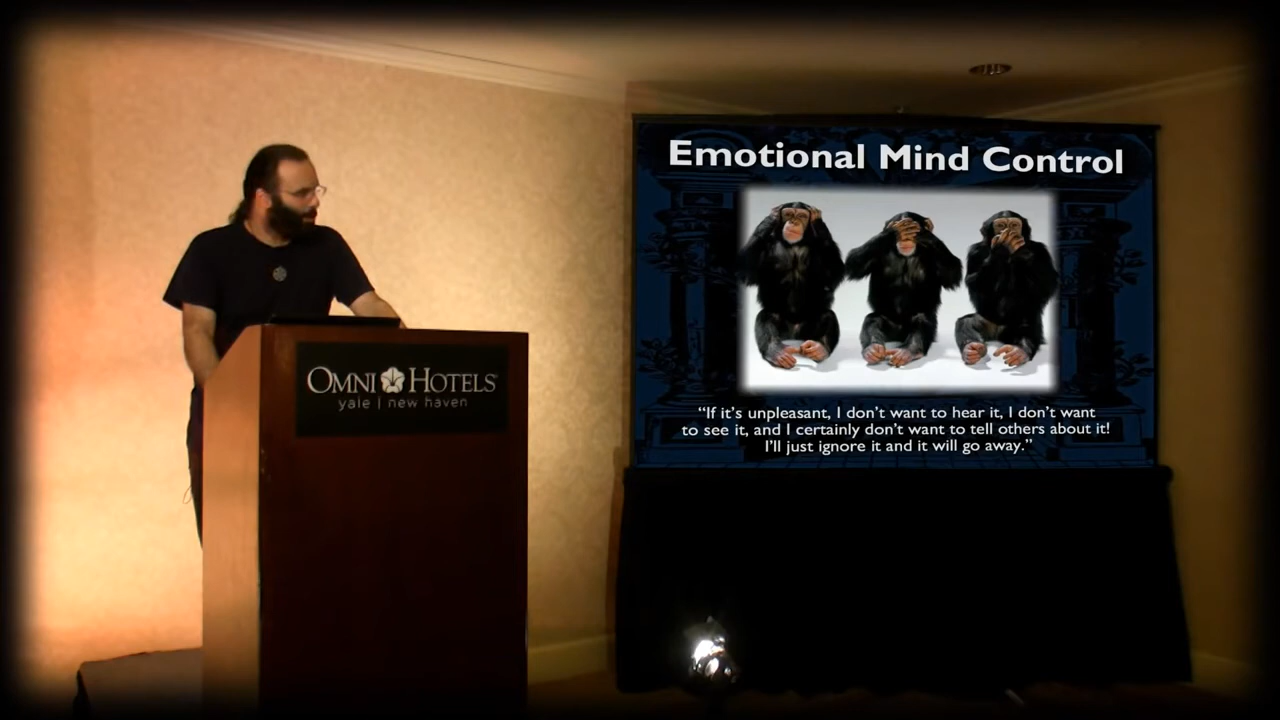 Emotional Mind Control
OMNI HOTELS
yale | new haven
“If it’s unpleasant, I don’t want to hear it, I don’t want
to see it, and I certainly don’t want to tell others about it!
I’ll just ignore it and it will go away.”